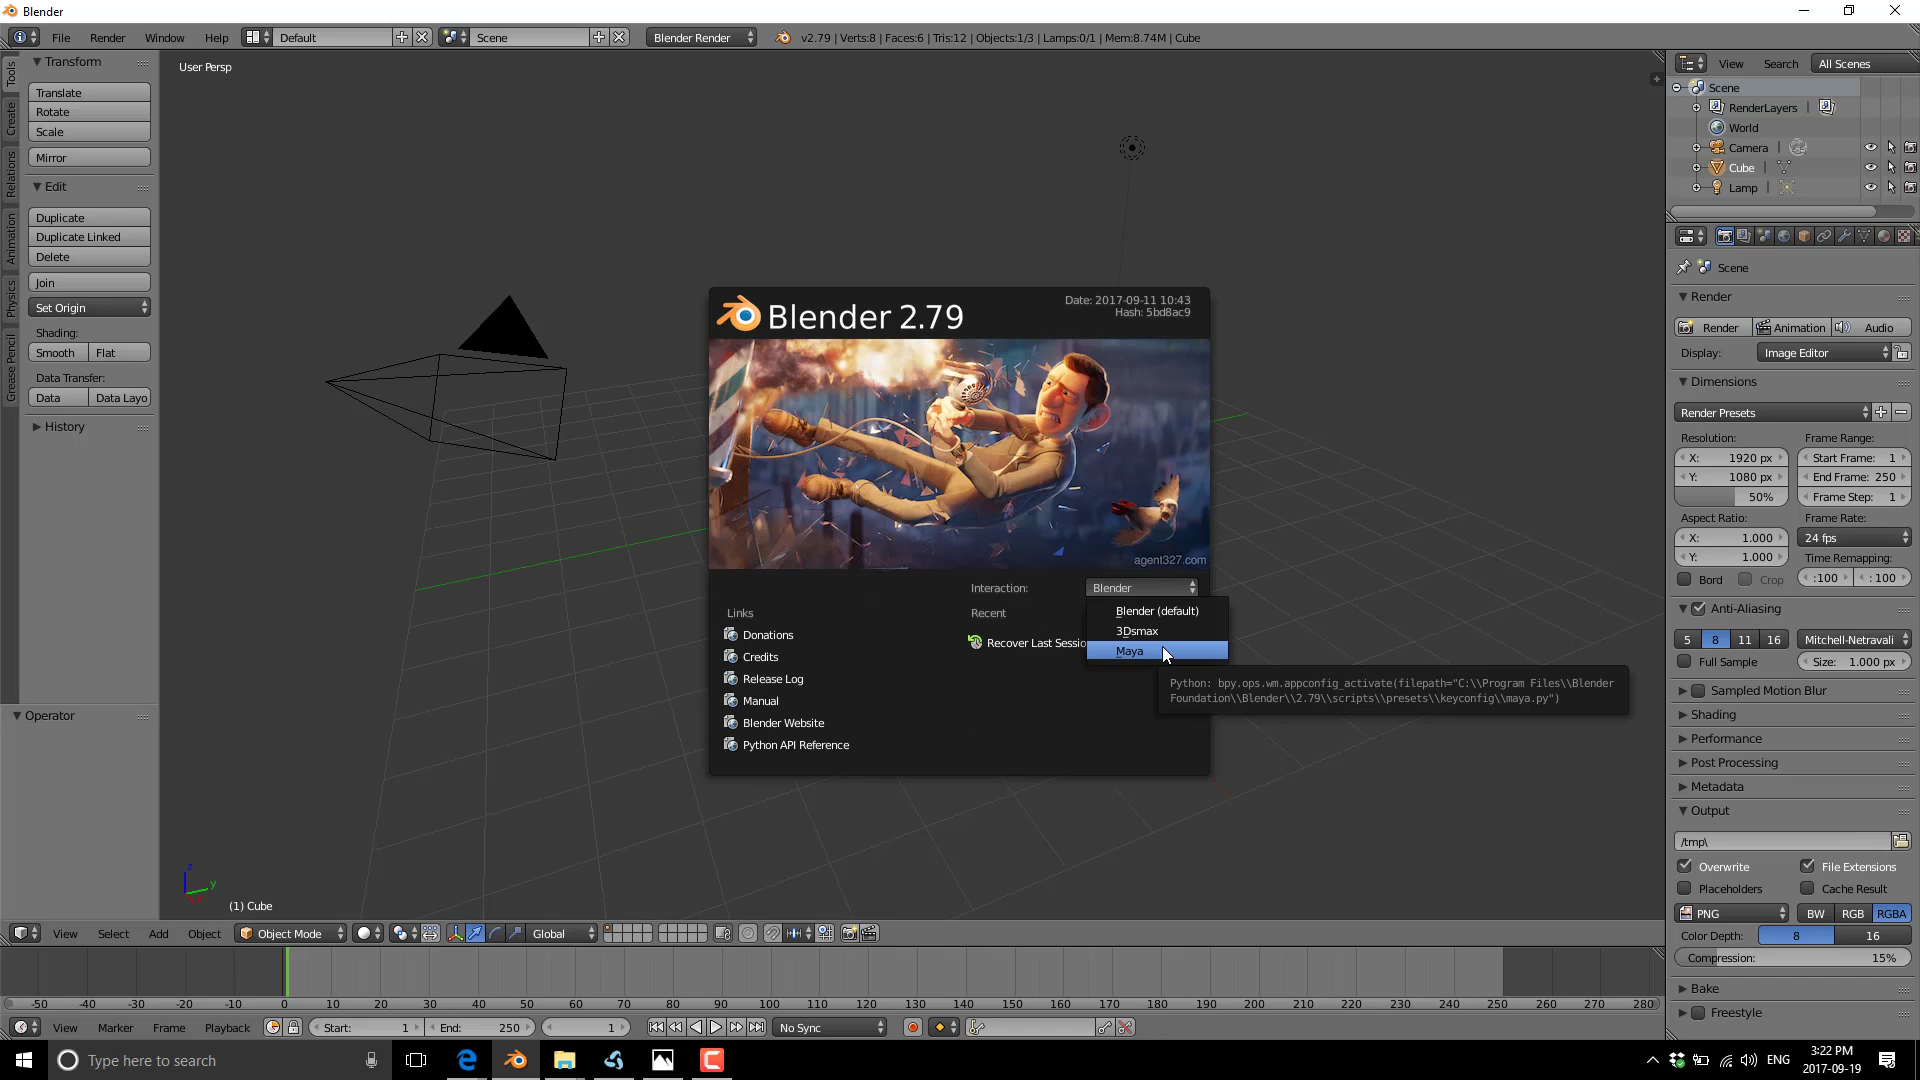 Blender
File Render Window Help Default Scene Blender Render v2.79 | Verts:8 | Faces:6 | Tris:12 | Objects:1/3 | Lamps:0/1 | Mem:8.74M | Cube
Tools
Create
Relations
Animation
Physics
Grease Pencil
Transform
Translate
Rotate
Scale
Mirror
Edit
Duplicate
Duplicate Linked
Delete
Join
Set Origin
Shading:
Smooth Flat
Data Transfer:
Data Data Layo
History
Operator
User Persp
Blender 2.79
Date: 2017-09-11 10:43
Hash: 5bd8ac9
agent327.com
Interaction: Blender
Links
Donations
Credits
Release Log
Manual
Blender Website
Python API Reference
Recent
Recover Last Sessio
Blender (default)
3Dsmax
Maya
Python: bpy.ops.wm.appconfig_activate(filepath="C:\\Program Files\\Blender
Foundation\\Blender\\2.79\\scripts\\presets\\keyconfig\\maya.py")
z
y
(1) Cube
View Select Add Object Object Mode Global
-50 -40 -30 -20 -10 0 10 20 30 40 50 60 70 80 90 100 110 120 130 140 150 160 170 180 190 200 210 220 230 240 250 260 270 280
View Marker Frame Playback Start: 1 End: 250 1 No Sync
View Search All Scenes
Scene
RenderLayers |
World
Camera |
Cube |
Lamp |
Scene
Render
Render Animation Audio
Display: Image Editor
Dimensions
Render Presets
Resolution: Frame Range:
X: 1920 px Start Frame: 1
Y: 1080 px End Frame: 250
50% Frame Step: 1
Aspect Ratio: Frame Rate:
X: 1.000 24 fps
Y: 1.000 Time Remapping:
Bord Crop :100 : 100
Anti-Aliasing
5 8 11 16 Mitchell-Netravali
Full Sample Size: 1.000 px
Sampled Motion Blur
Shading
Performance
Post Processing
Metadata
Output
/tmp\
Overwrite File Extensions
Placeholders Cache Result
PNG BW RGB RGBA
Color Depth: 8 16
Compression: 15%
Bake
Freestyle
Type here to search
ENG
3:22 PM
2017-09-19